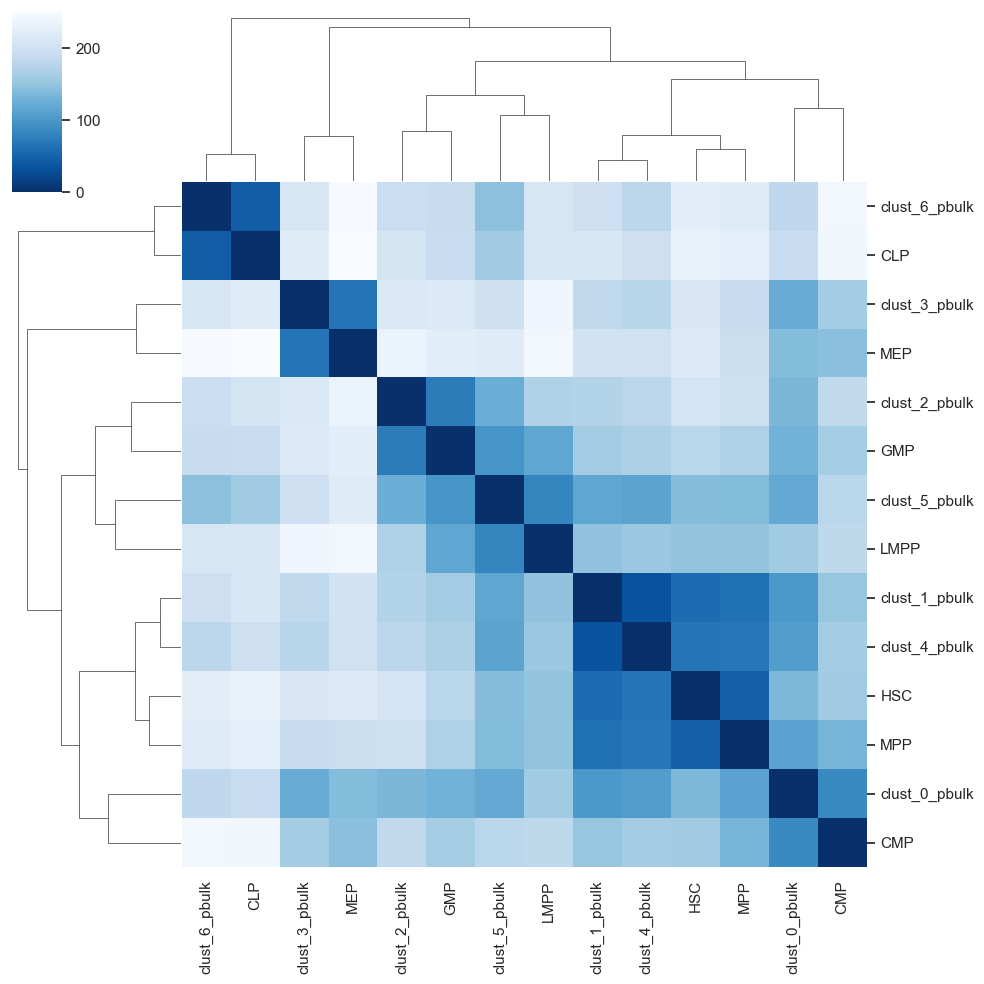 200
100
0
clust_6_pbulk
CLP
clust_3_pbulk
MEP
clust_2_pbulk
GMP
clust_5_pbulk
LMPP
clust_1_pbulk
clust_4_pbulk
HSC
MPP
clust_0_pbulk
CMP
clust_6_pbulk
CLP
clust_3_pbulk
MEP
clust_2_pbulk
GMP
clust_5_pbulk
LMPP
clust_1_pbulk
clust_4_pbulk
HSC
MPP
clust_0_pbulk
CMP